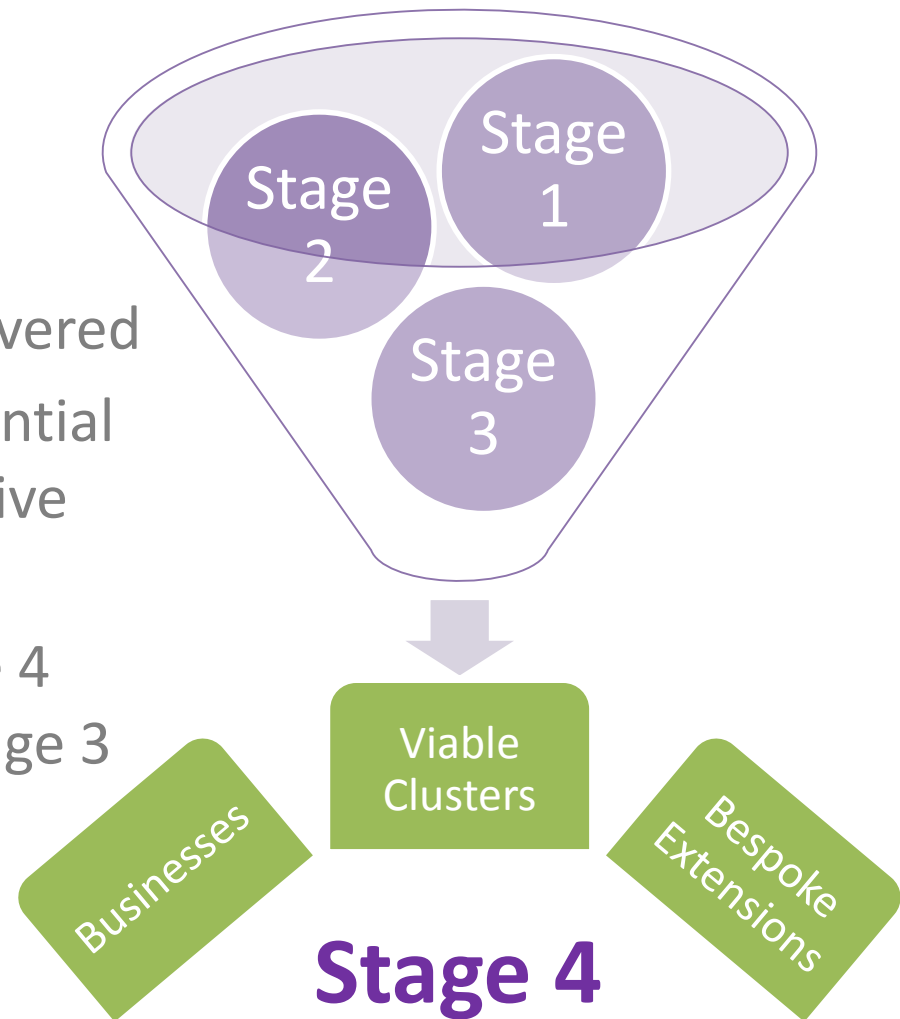 Stage
1
Stage
2
vered
Stage
3
ntial
ive
4
ge 3
Viable
Clusters
Businesses
Bespoke
Extensions
Stage 4